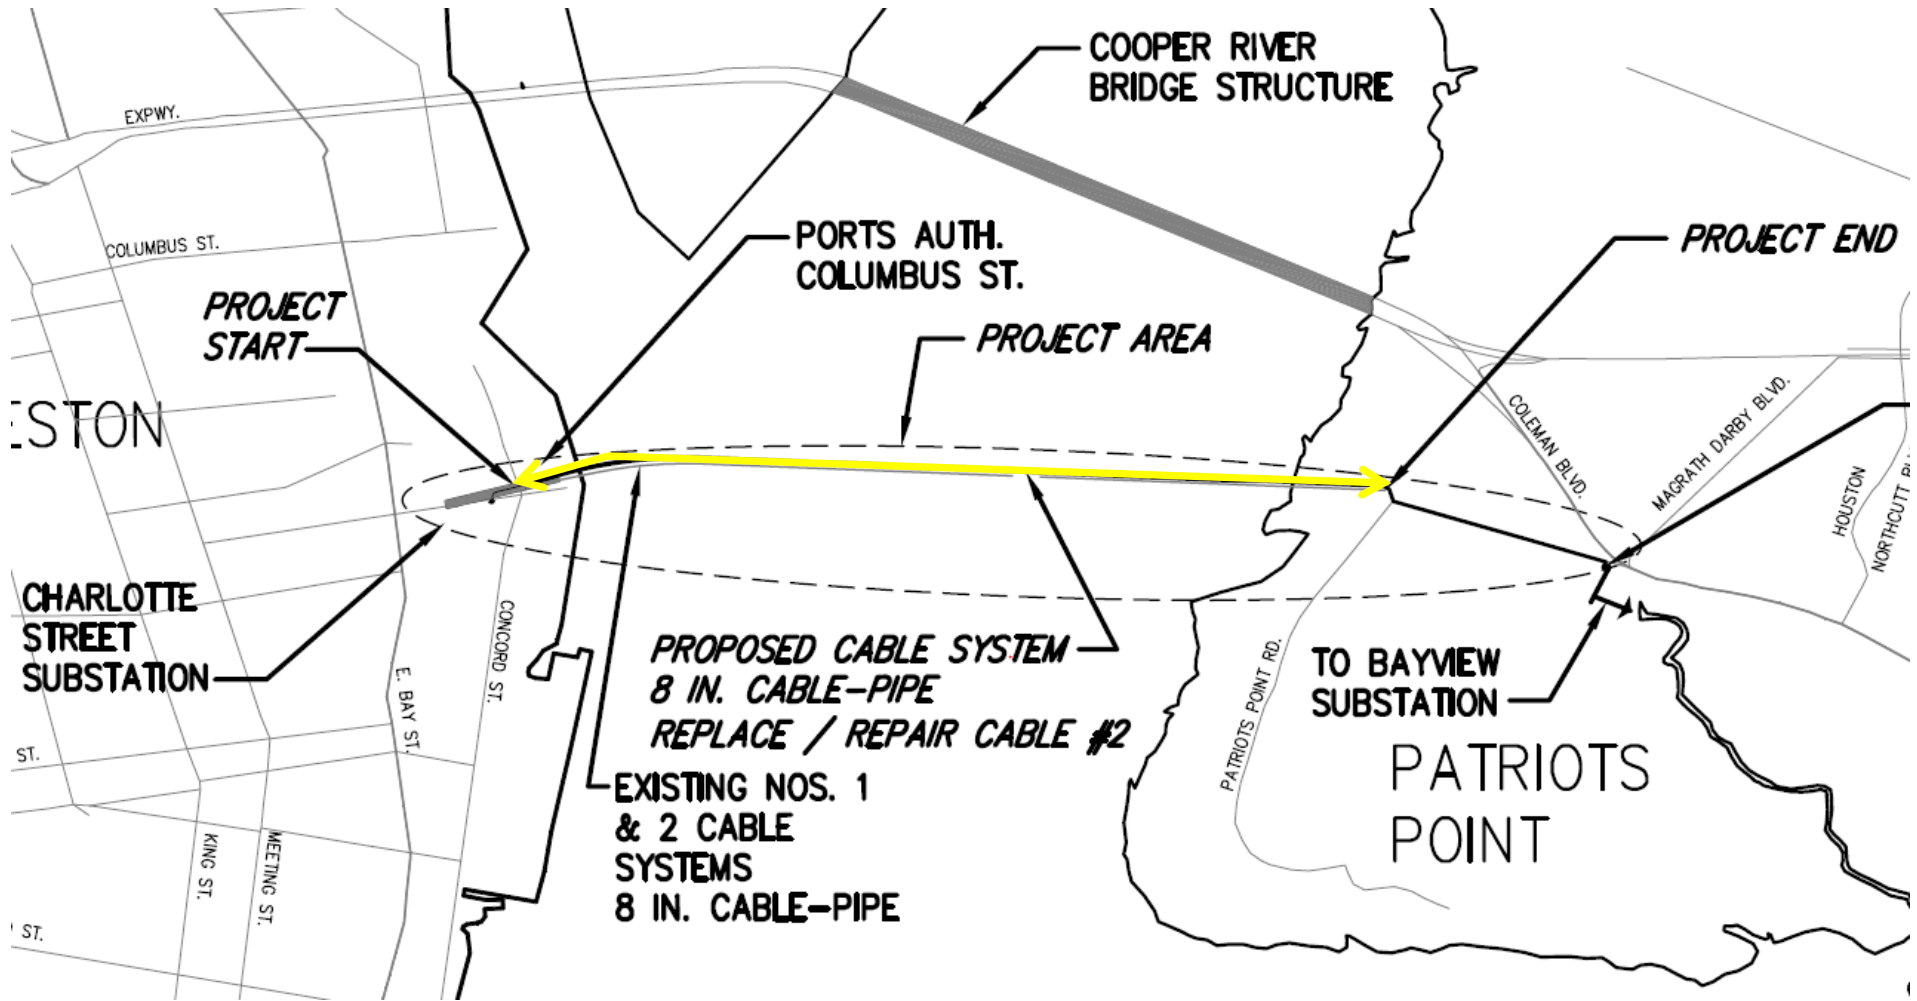 COOPER RIVER
BRIDGE STRUCTURE
EXPWY.
COLUMBUS ST.
PORTS AUTH.
COLUMBUS ST.
PROJECT END
PROJECT
START
PROJECT AREA
ESTON
COLEMAN BLVD.
MAGRATH DARBY BLVD.
HOUSTON
NORTHCUTT
CHARLOTTE
STREET
SUBSTATION
CONCORD ST.
E. BAY ST.
PROPOSED CABLE SYSTEM
8 IN. CABLE-PIPE
REPLACE / REPAIR CABLE #2
PATRIOTS POINT RD.
TO BAYVIEW
SUBSTATION
PATRIOTS
POINT
EXISTING NOS. 1
& 2 CABLE
SYSTEMS
8 IN. CABLE-PIPE
ST.
KING ST.
MEETING ST.
ST.